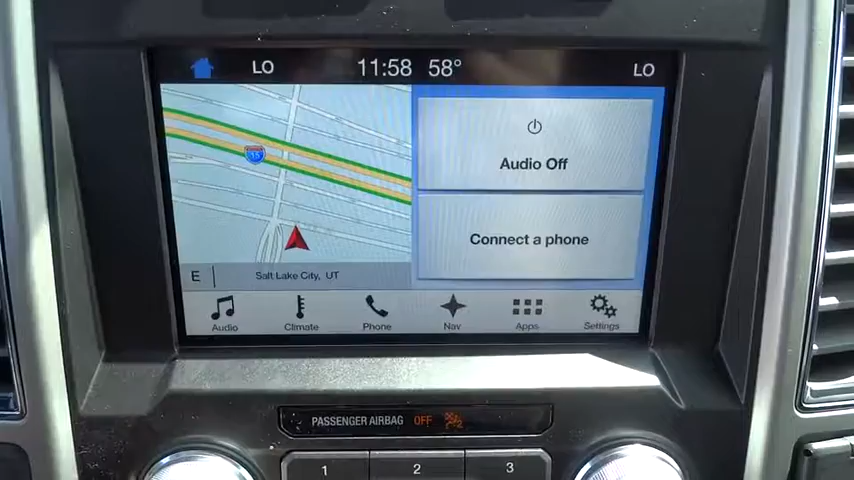 LO 11:58 58° LO
15
Audio Off
Connect a phone
E Salt Lake City, UT
Audio Climate Phone Nav Apps Settings
PASSENGER AIRBAG OFF
1 2 3